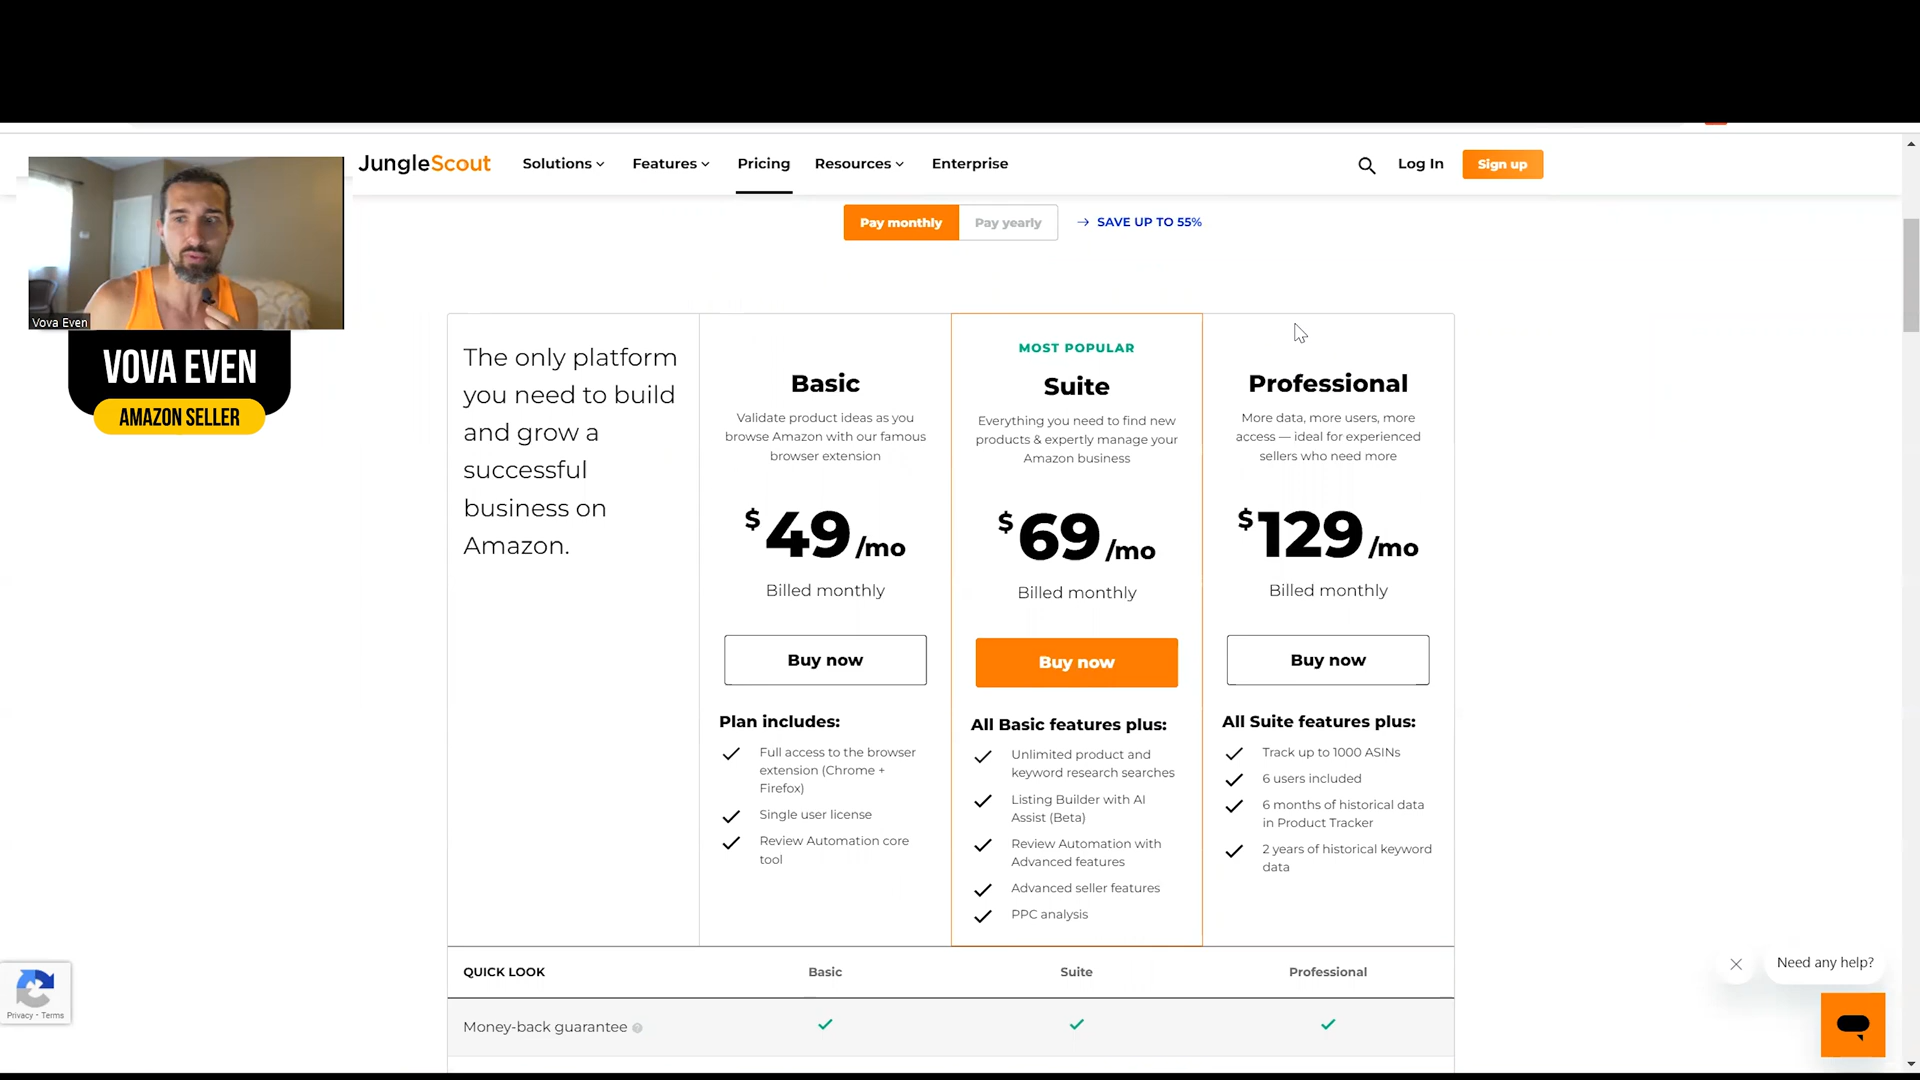 JungleScout
Solutions
Features
Pricing
Resources
Enterprise
Log In
Sign up
Pay monthly
Pay yearly
→ SAVE UP TO 55%
Vova Even
VOVA EVEN
AMAZON SELLER
The only platform
you need to build
and grow a
successful
business on
Amazon.
Basic
Validate product ideas as you
browse Amazon with our famous
browser extension
$49/mo
Billed monthly
Buy now
Plan includes:
Full access to the browser
extension (Chrome +
Firefox)
Single user license
Review Automation core
tool
MOST POPULAR
Suite
Everything you need to find new
products & expertly manage your
Amazon business
$69/mo
Billed monthly
Buy now
All Basic features plus:
Unlimited product and
keyword research searches
Listing Builder with AI
Assist (Beta)
Review Automation with
Advanced features
Advanced seller features
PPC analysis
Professional
More data, more users, more
access — ideal for experienced
sellers who need more
$129/mo
Billed monthly
Buy now
All Suite features plus:
Track up to 1000 ASINs
6 users included
6 months of historical data
in Product Tracker
2 years of historical keyword
data
QUICK LOOK
Basic
Suite
Professional
Money-back guarantee
Need any help?
Privacy - Terms